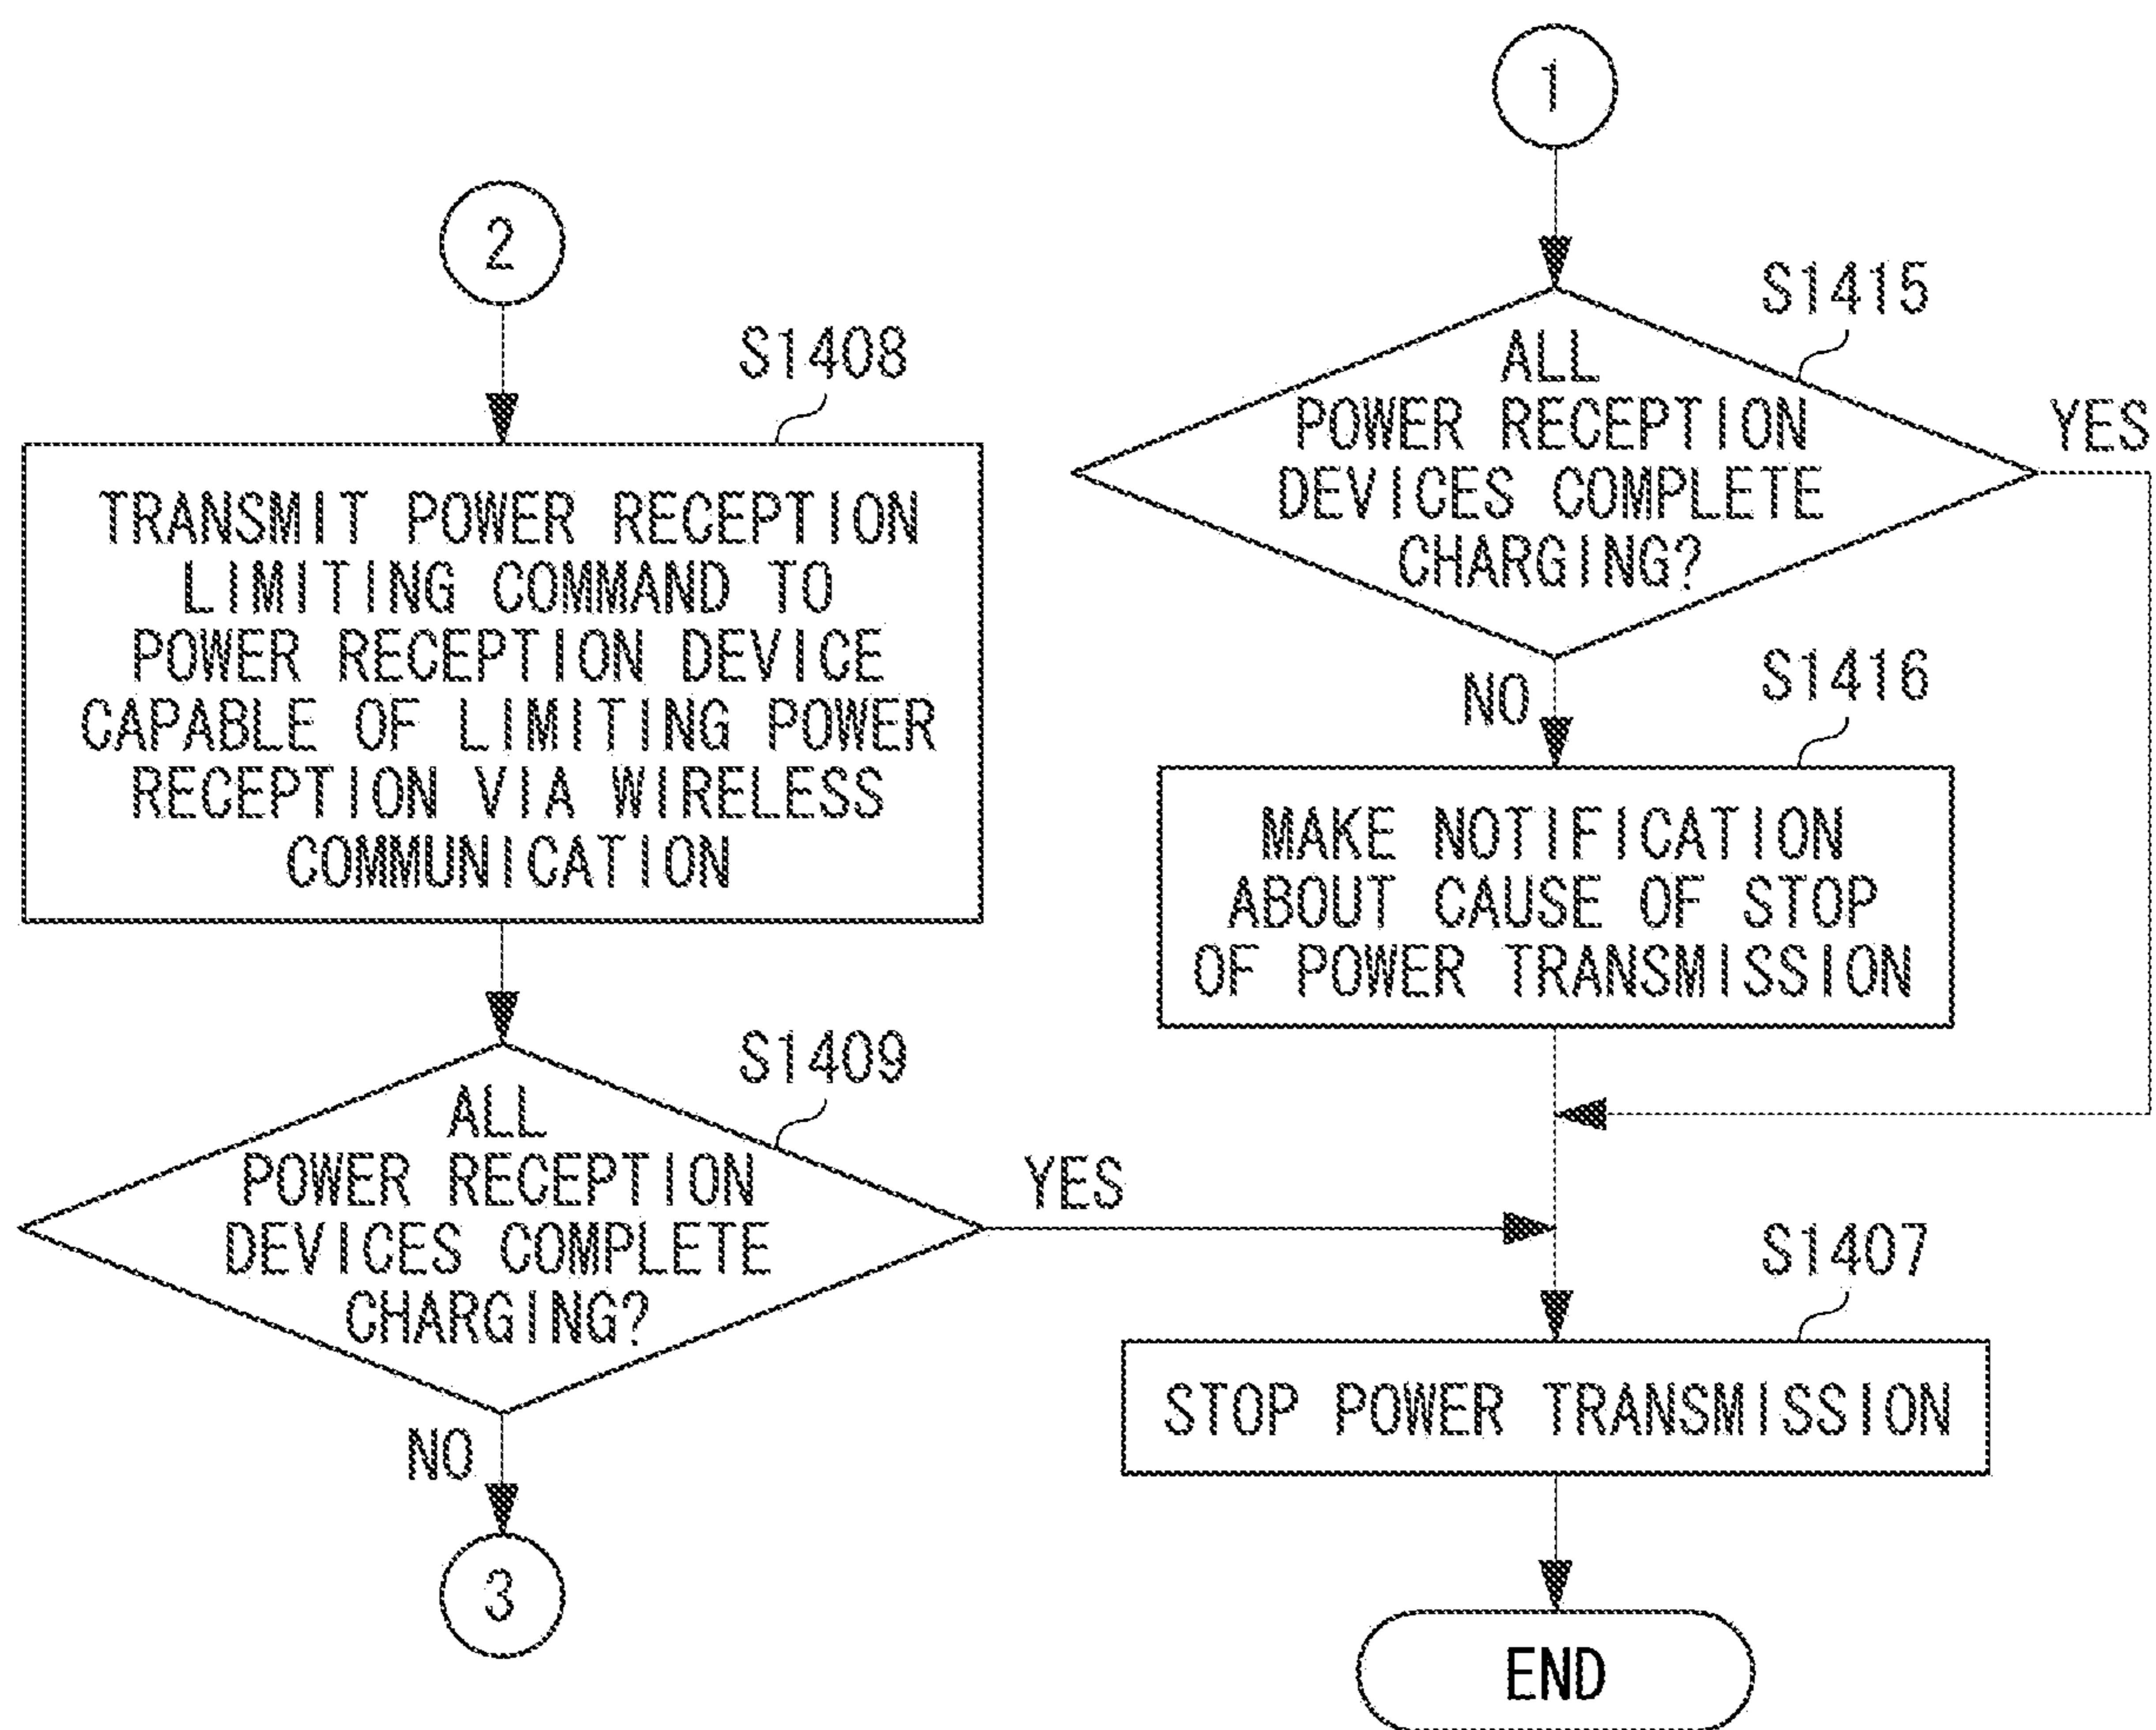 2
S1408
TRANSMIT POWER RECEPTION
LIMITING COMMAND TO
POWER RECEPTION DEVICE
CAPABLE OF LIMITING POWER
RECEPTION VIA WIRELESS
COMMUNICATION
S1409
ALL
POWER RECEPTION
DEVICES COMPLETE
CHARGING?
YES
NO
3
1
S1415
ALL
POWER RECEPTION
DEVICES COMPLETE
CHARGING?
YES
NO
S1416
MAKE NOTIFICATION
ABOUT CAUSE OF STOP
OF POWER TRANSMISSION
S1407
STOP POWER TRANSMISSION
END